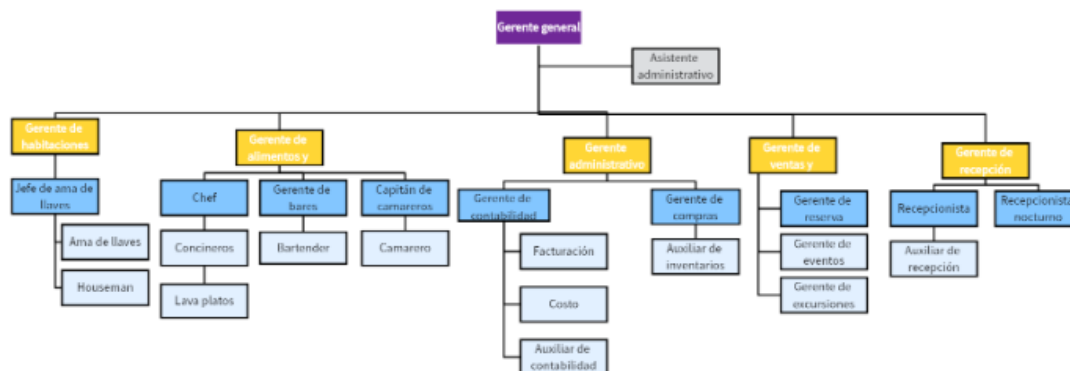 Gerente general
Asistente
administrativo
Gerente de
habitaciones
Gerente de
alimentos y
Gerente
administrativo
Gerente de
ventas y
Gerente de
recepción
Jefe de ama de
llaves
Chef
Gerente de
bares
Capitán de
camareros
Gerente de
contabilidad
Gerente de
compras
Gerente de
reserva
Recepcionista
Recepcionista
nocturno
Ama de llaves
Concineros
Bartender
Camarero
Facturación
Auxiliar de
inventarios
Gerente de
eventos
Auxiliar de
recepción
Houseman
Lava platos
Costo
Gerente de
excursiones
Auxiliar de
contabilidad